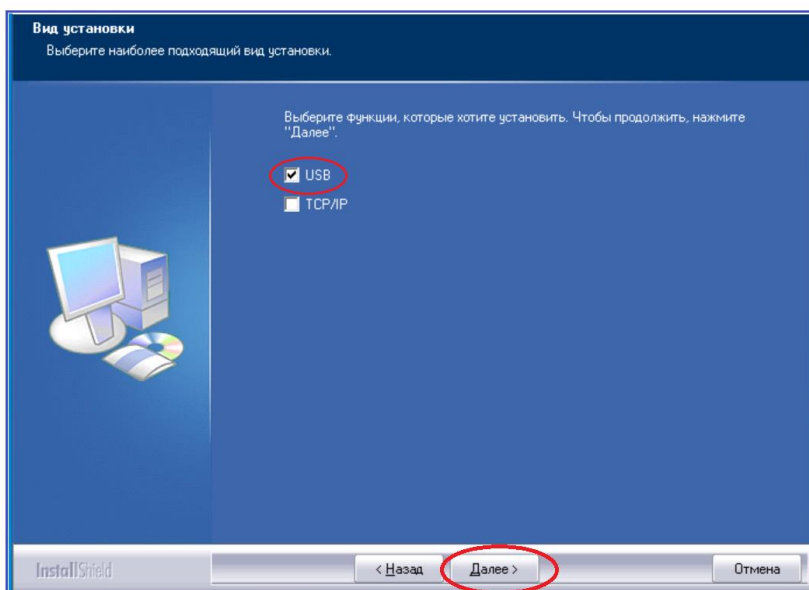 Вид установки
Выберите наиболее подходящий вид установки.
Выберите функции, которые хотите установить. Чтобы продолжить, нажмите
"Далее".
USB
TCP/IP
InstallShield
< Назад
Далее >
Отмена